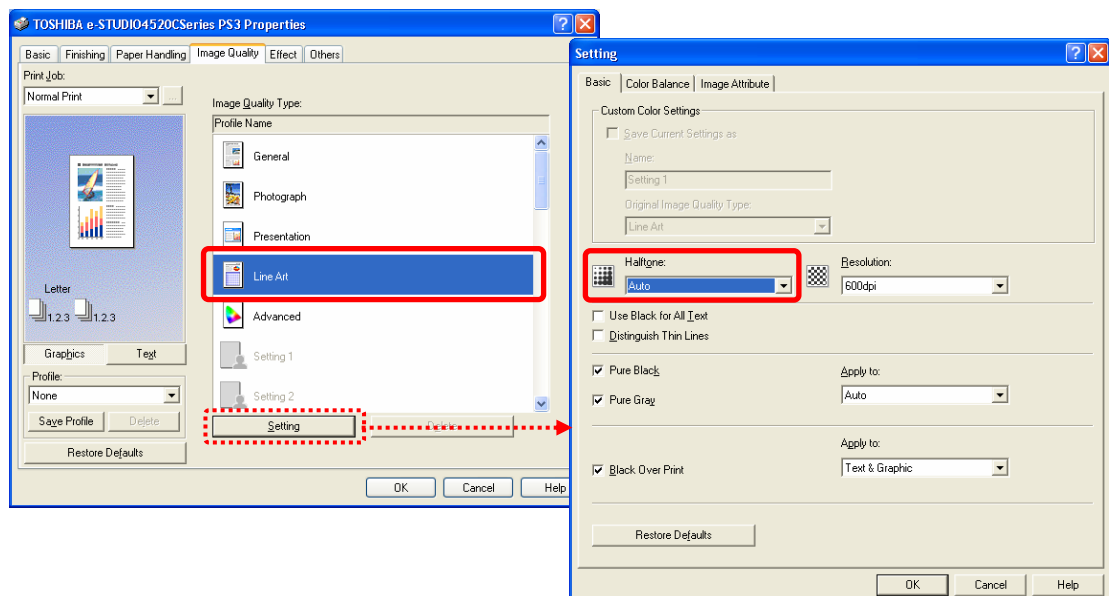 TOSHIBA e-STUDIO4520CSeries PS3 Properties
Basic Finishing Paper Handling Image Quality Effect Others
Print Job:
Normal Print
...
Letter
1.2.3 1.2.3
Graphics Text
Profile:
None
Save Profile Delete
Restore Defaults
Image Quality Type:
Profile Name
General
Photograph
Presentation
Line Art
Advanced
Setting 1
Setting 2
Setting Delete
OK Cancel Help
Setting
Basic Color Balance Image Attribute
Custom Color Settings
Save Current Settings as
Name:
Setting 1
Original Image Quality Type:
Line Art
Halftone: Resolution:
Auto 600dpi
Use Black for All Text
Distinguish Thin Lines
Pure Black Apply to:
Pure Gray Auto
Apply to:
Black Over Print Text & Graphic
Restore Defaults
OK Cancel Help